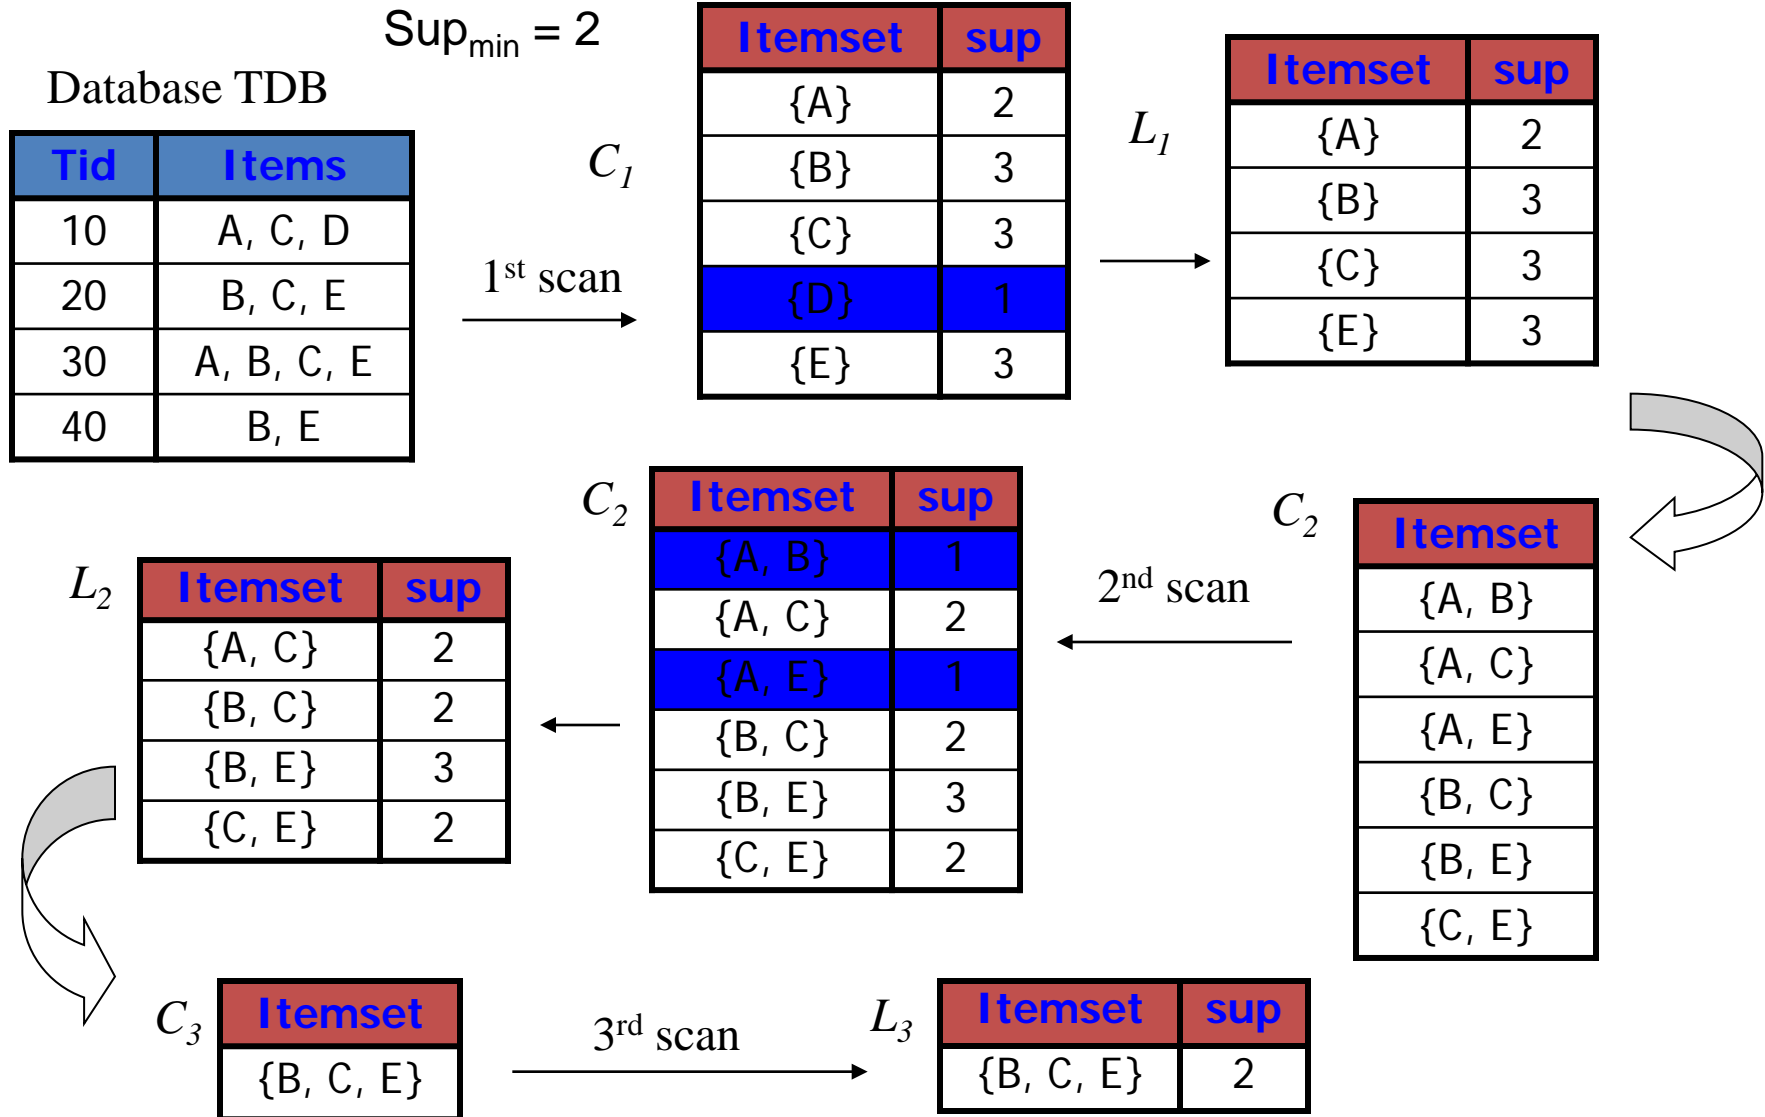 Sup_min = 2
Database TDB
Tid Items
10 A, C, D
20 B, C, E
30 A, B, C, E
40 B, E
1st scan
C1
Itemset sup
{A} 2
{B} 3
{C} 3
{D} 1
{E} 3
L1
Itemset sup
{A} 2
{B} 3
{C} 3
{E} 3
C2
Itemset
{A, B}
{A, C}
{A, E}
{B, C}
{B, E}
{C, E}
2nd scan
C2
Itemset sup
{A, B} 1
{A, C} 2
{A, E} 1
{B, C} 2
{B, E} 3
{C, E} 2
L2
Itemset sup
{A, C} 2
{B, C} 2
{B, E} 3
{C, E} 2
C3
Itemset
{B, C, E}
3rd scan
L3
Itemset sup
{B, C, E} 2